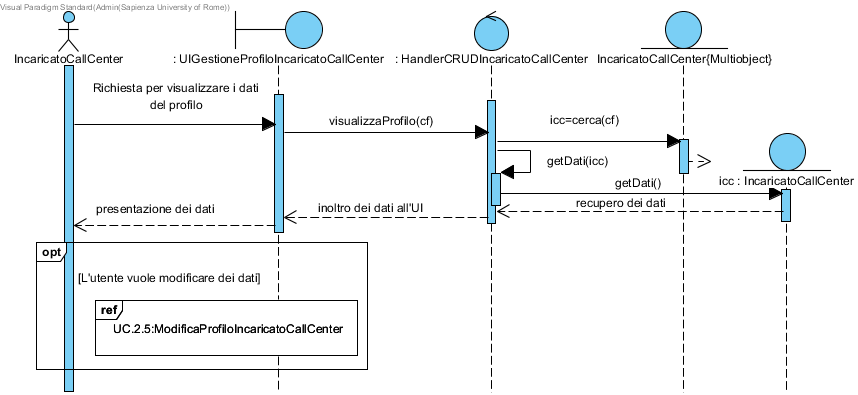 Visual Paradigm Standard(Admin(Sapienza University of Rome))
IncaricatoCallCenter
: UIGestioneProfiloIncaricatoCallCenter
: HandlerCRUDIncaricatoCallCenter
IncaricatoCallCenter{Multiobject}
Richiesta per visualizzare i dati
del profilo
visualizzaProfilo(cf)
icc=cerca(cf)
getDati(icc)
icc : IncaricatoCallCenter
getDati()
recupero dei dati
inoltro dei dati all'UI
presentazione dei dati
opt
[L'utente vuole modificare dei dati]
ref
UC.2.5:ModificaProfiloIncaricatoCallCenter